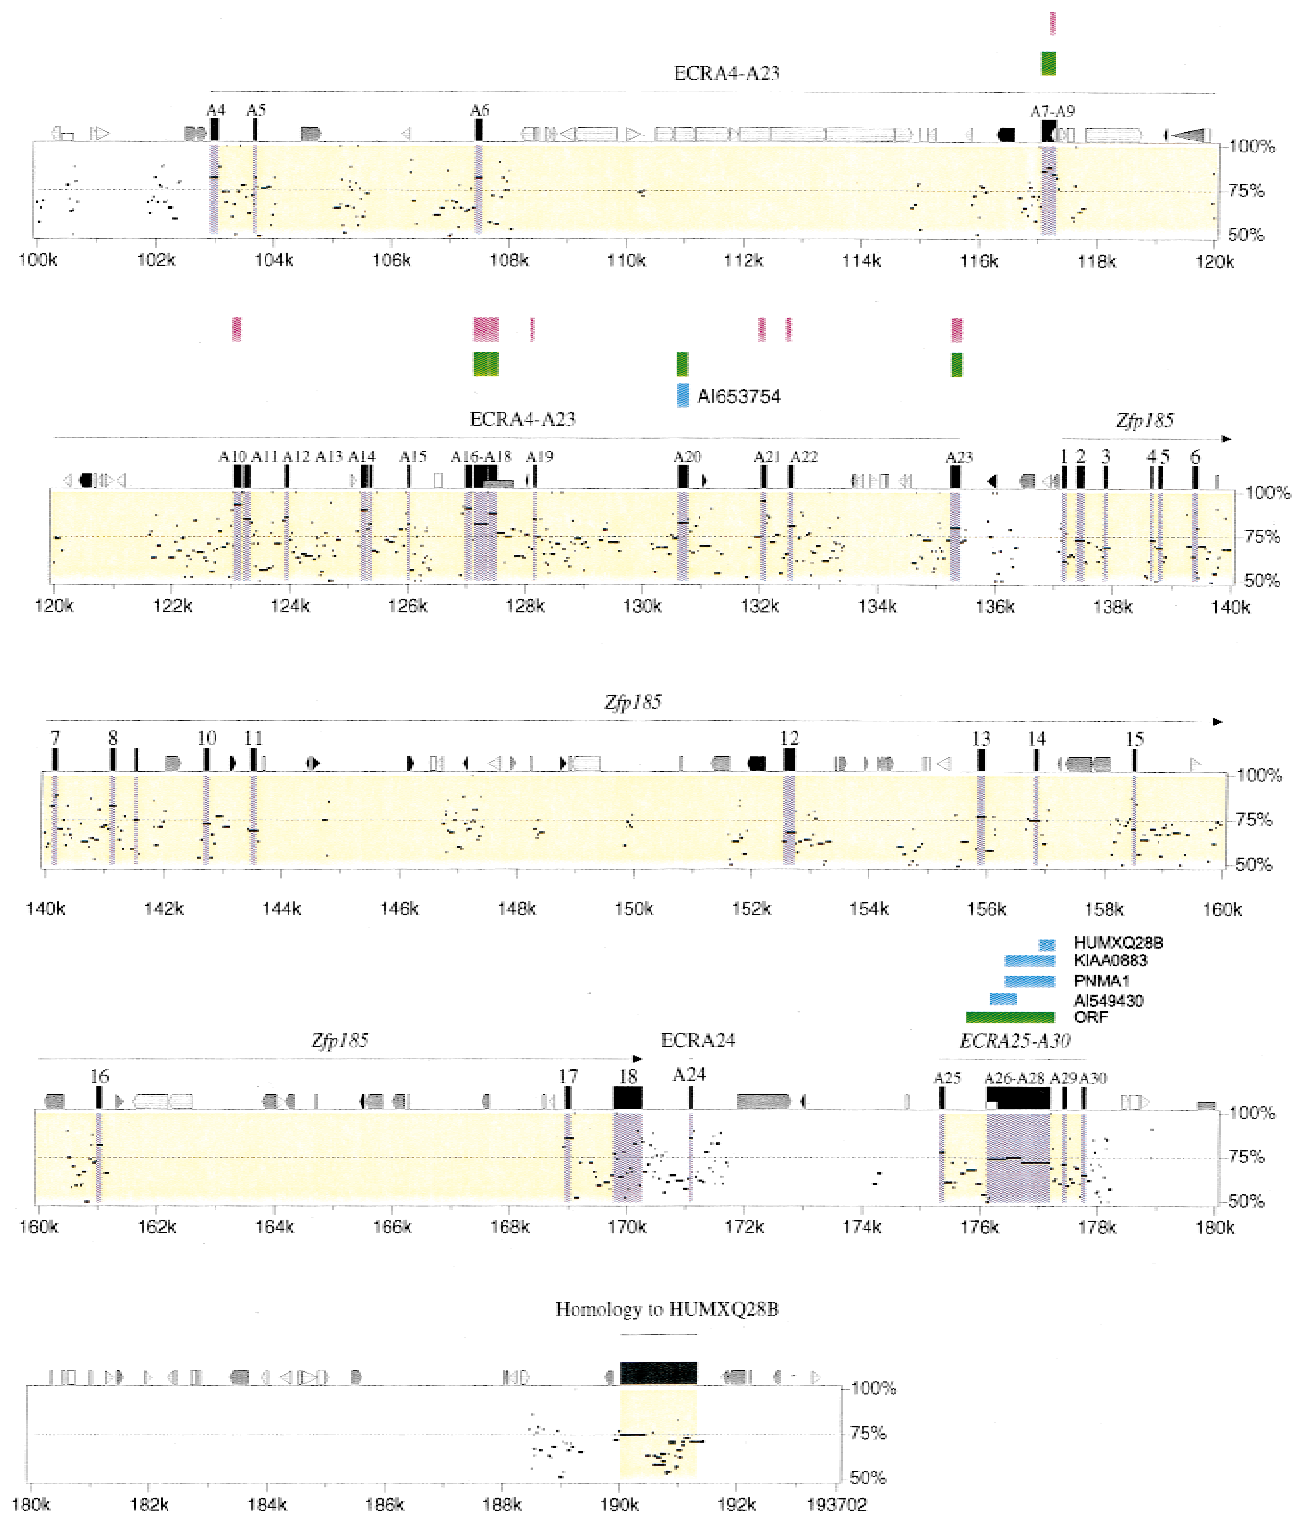 ECRA4-A23
A4 A5 A6 A7-A9
100%
75%
50%
100k 102k 104k 106k 108k 110k 112k 114k 116k 118k 120k
AI653754
ECRA4-A23 Zfp185
A10 A11 A12 A13 A14 A15 A16-A18 A19 A20 A21 A22 A23 1 2 3 4 5 6
100%
75%
50%
120k 122k 124k 126k 128k 130k 132k 134k 136k 138k 140k
Zfp185
7 8 10 11 12 13 14 15
100%
75%
50%
140k 142k 144k 146k 148k 150k 152k 154k 156k 158k 160k
HUMXQ28B
KIAA0883
PNMA1
AI549430
ORF
Zfp185 ECRA24 ECRA25-A30
16 17 18 A24 A25 A26-A28 A29 A30
100%
75%
50%
160k 162k 164k 166k 168k 170k 172k 174k 176k 178k 180k
Homology to HUMXQ28B
100%
75%
50%
180k 182k 184k 186k 188k 190k 192k 193702